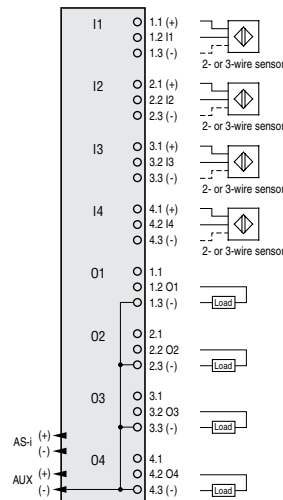 I1
1.1 (+)
1.2 I1
1.3 (-)
2- or 3-wire sensor
I2
2.1 (+)
2.2 I2
2.3 (-)
2- or 3-wire sensor
I3
3.1 (+)
3.2 I3
3.3 (-)
2- or 3-wire sensor
I4
4.1 (+)
4.2 I4
4.3 (-)
2- or 3-wire sensor
O1
1.1
1.2 O1
1.3 (-)
Load
O2
2.1
2.2 O2
2.3 (-)
Load
O3
3.1
3.2 O3
3.3 (-)
Load
AS-i (+)
(-)
O4
4.1
4.2 O4
4.3 (-)
Load
AUX (+)
(-)